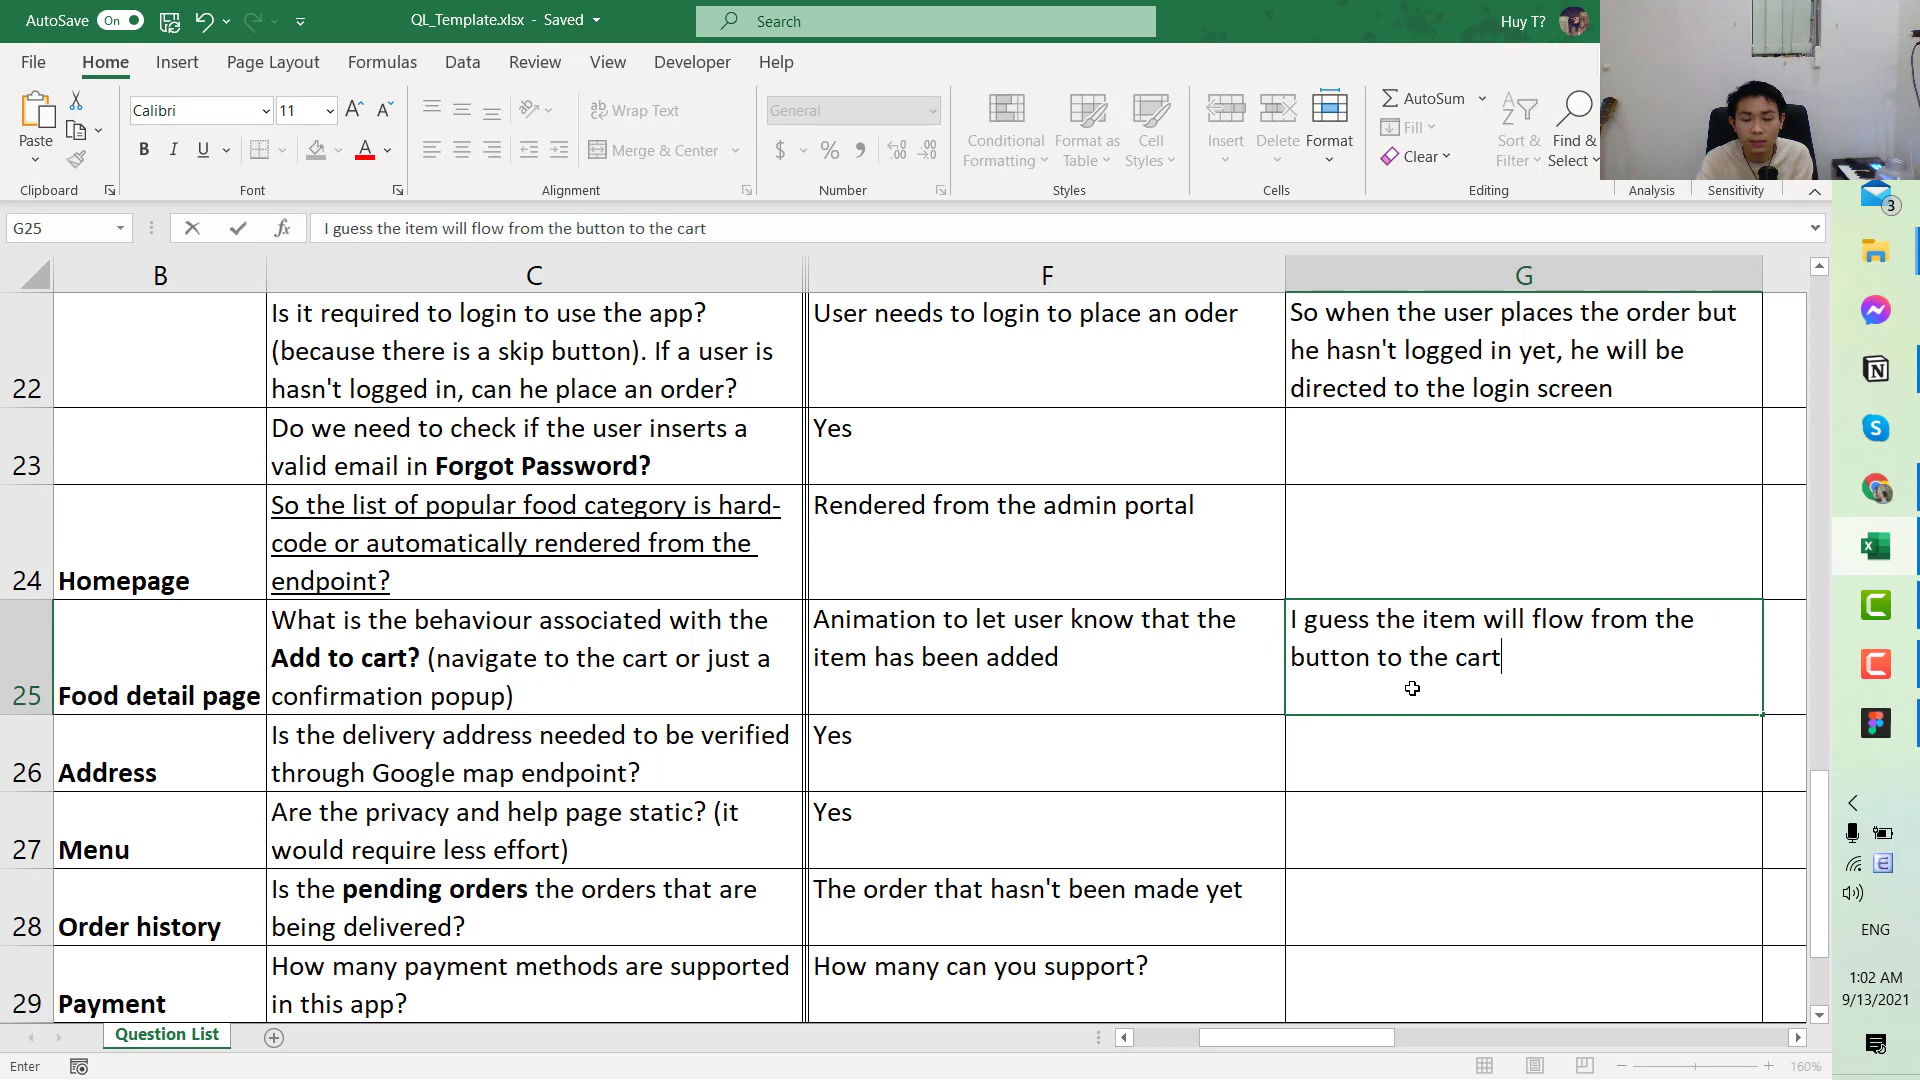 AutoSave On QL_Template.xlsx - Saved Search Huy T?
File Home Insert Draw Page Layout Formulas Data Review View Developer Help
Paste
Clipboard
Calibri 11
B I U A
Font
ab Wrap Text
Merge & Center
Alignment
General
$ %
Number
Conditional Formatting
Format as Table
Cell Styles
Styles
Insert Delete Format
Cells
AutoSum
Fill
Clear
Sort & Filter
Find & Select
Editing
Analysis
Sensitivity
G25 fx I guess the item will flow from the button to the cart
B C F G
22
Is it required to login to use the app?
(because there is a skip button). If a user is
hasn't logged in, can he place an order?
User needs to login to place an oder
So when the user places the order but
he hasn't logged in yet, he will be
directed to the login screen
23
Do we need to check if the user inserts a
valid email in Forgot Password?
Yes
24 Homepage
So the list of popular food category is hard-
code or automatically rendered from the
endpoint?
Rendered from the admin portal
25 Food detail page
What is the behaviour associated with the
Add to cart? (navigate to the cart or just a
confirmation popup)
Animation to let user know that the
item has been added
I guess the item will flow from the
button to the cart
26 Address
Is the delivery address needed to be verified
through Google map endpoint?
Yes
27 Menu
Are the privacy and help page static? (it
would require less effort)
Yes
28 Order history
Is the pending orders the orders that are
being delivered?
The order that hasn't been made yet
29 Payment
How many payment methods are supported
in this app?
How many can you support?
Question List
Enter
160%
3
ENG
1:02 AM
9/13/2021